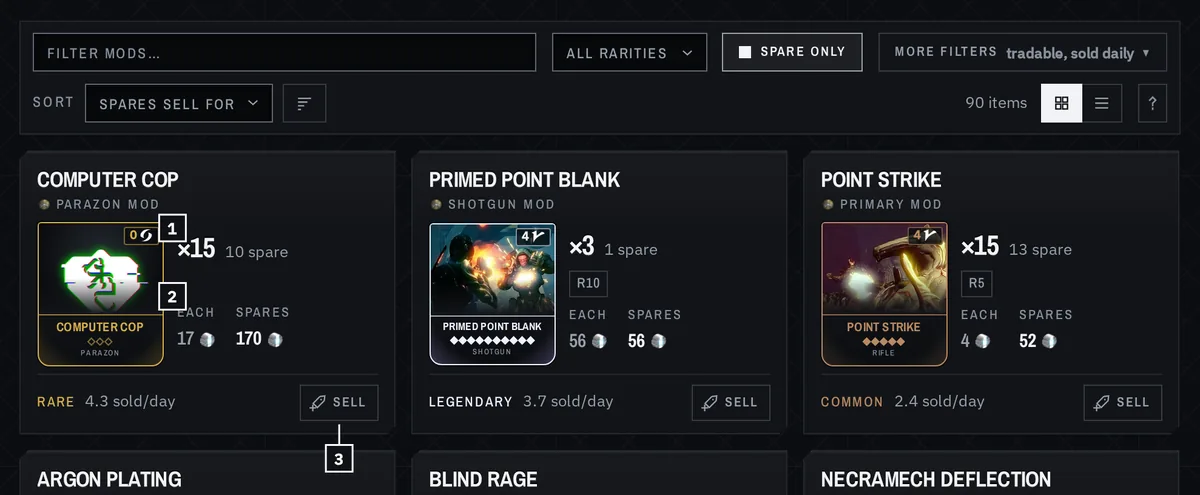 FILTER MODS...
ALL RARITIES
SPARE ONLY
MORE FILTERS tradable, sold daily ▼
SORT
SPARES SELL FOR
90 items
?
COMPUTER COP
PARAZON MOD
0
1
×15 10 spare
2
EACH SPARES
17 170
COMPUTER COP
PARAZON
RARE 4.3 sold/day
SELL
3
PRIMED POINT BLANK
SHOTGUN MOD
4
×3 1 spare
R10
EACH SPARES
56 56
PRIMED POINT BLANK
SHOTGUN
LEGENDARY 3.7 sold/day
SELL
POINT STRIKE
PRIMARY MOD
4
×15 13 spare
R5
EACH SPARES
4 52
POINT STRIKE
RIFLE
COMMON 2.4 sold/day
SELL
ARGON PLATING
BLIND RAGE
NECRAMECH DEFLECTION